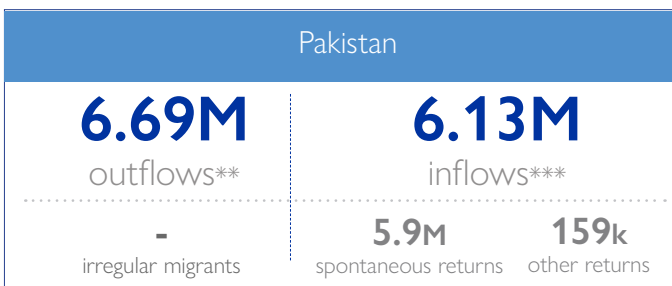 Pakistan
6.69M 6.13M
outflows** inflows***
- 5.9M 159k
irregular migrants spontaneous returns other returns